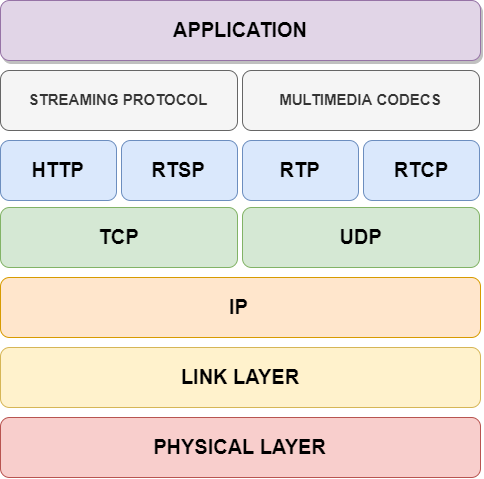 APPLICATION
STREAMING PROTOCOL
MULTIMEDIA CODECS
HTTP
RTSP
RTP
RTCP
TCP
UDP
IP
LINK LAYER
PHYSICAL LAYER